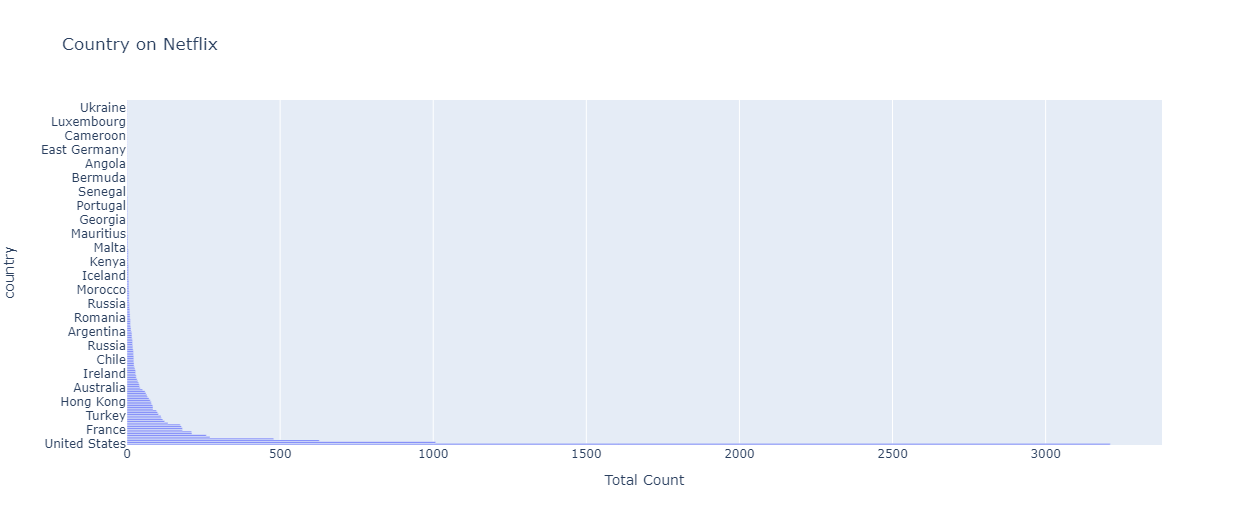 Country on Netflix
country
Ukraine
Luxembourg
Cameroon
East Germany
Angola
Bermuda
Senegal
Portugal
Georgia
Mauritius
Malta
Kenya
Iceland
Morocco
Russia
Romania
Argentina
Russia
Chile
Ireland
Australia
Hong Kong
Turkey
France
United States
0 500 1000 1500 2000 2500 3000
Total Count